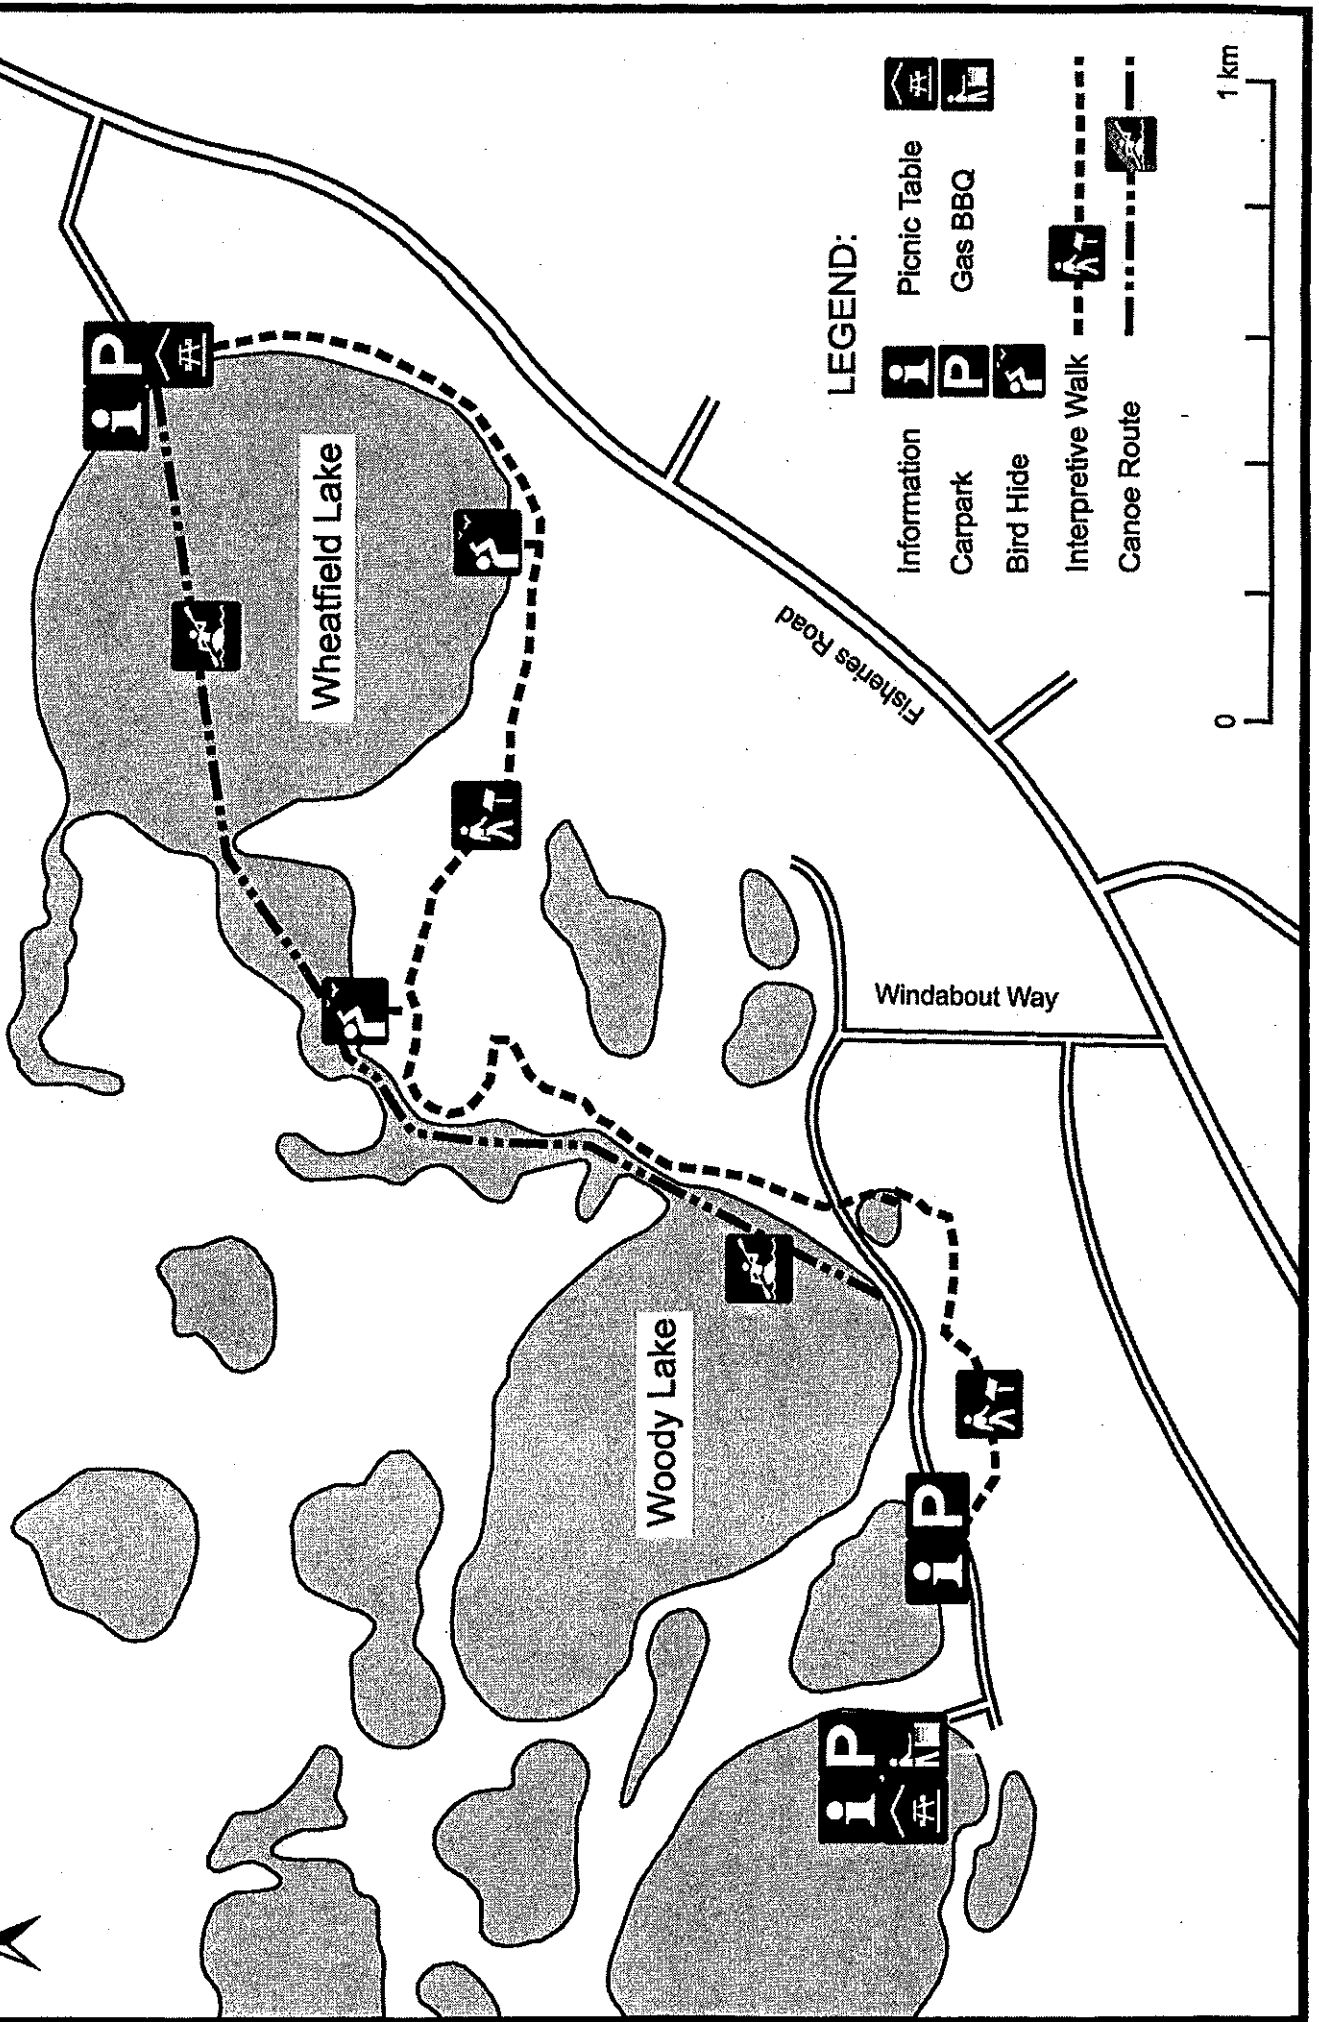 Wheatfield Lake
Woody Lake
Fisheries Road
Windabout Way
LEGEND:
Information
Picnic Table
Carpark
Gas BBQ
Bird Hide
Interpretive Walk
Canoe Route
0
1 km
i P
i P
i P
i
P